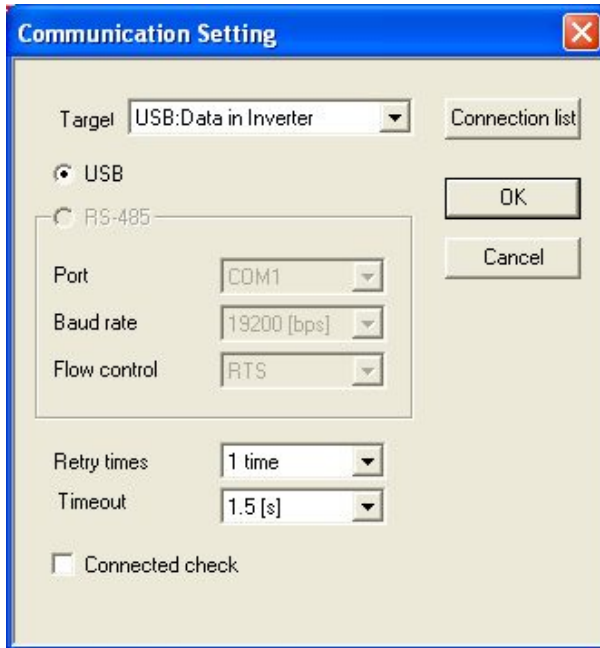 Communication Setting
Target USB:Data in Inverter Connection list
USB
OK
RS-485
Cancel
Port COM1
Baud rate 19200 [bps]
Flow control RTS
Retry times 1 time
Timeout 1.5 [s]
Connected check